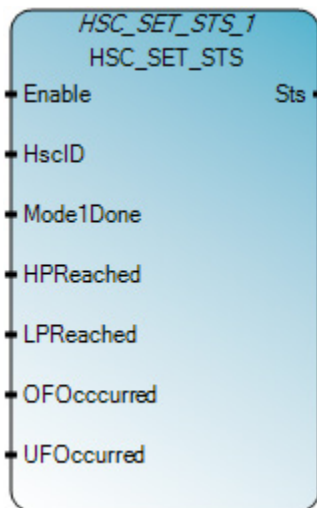 HSC_SET_STS_1
HSC_SET_STS
Enable Sts
HscID
Mode1Done
HPReached
LPReached
OFOcccurred
UFOccurred